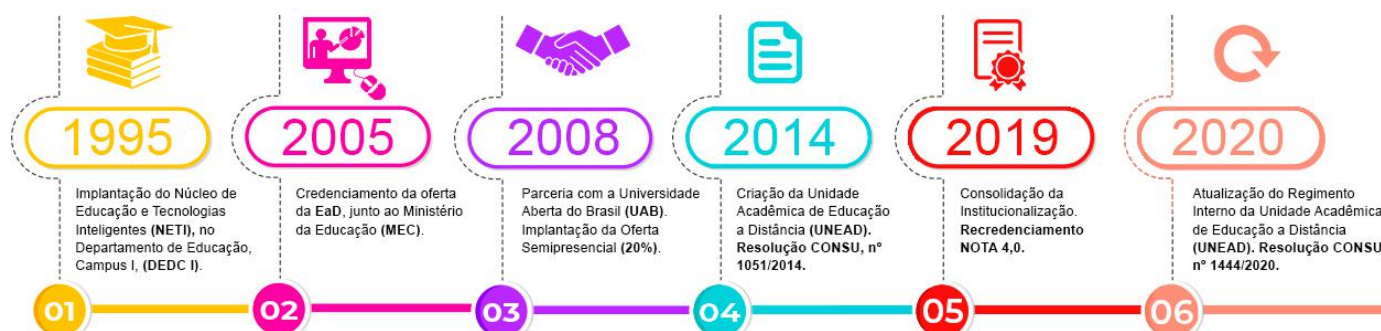 1995
Implantação do Núcleo de
Educação e Tecnologias
Inteligentes (NETI), no
Departamento de Educação,
Campus I, (DEDC I).
01
2005
Credenciamento da oferta
da EaD, junto ao Ministério
da Educação (MEC).
02
2008
Parceria com a Universidade
Aberta do Brasil (UAB).
Implantação da Oferta
Semipresencial (20%).
03
2014
Criação da Unidade
Acadêmica de Educação
a Distância (UNEAD).
Resolução CONSU, nº
1051/2014.
04
2019
Consolidação da
Institucionalização.
Recredenciamento
NOTA 4,0.
05
2020
Atualização do Regimento
Interno da Unidade Acadêmica
de Educação a Distância
(UNEAD). Resolução CONSU
nº 1444/2020.
06